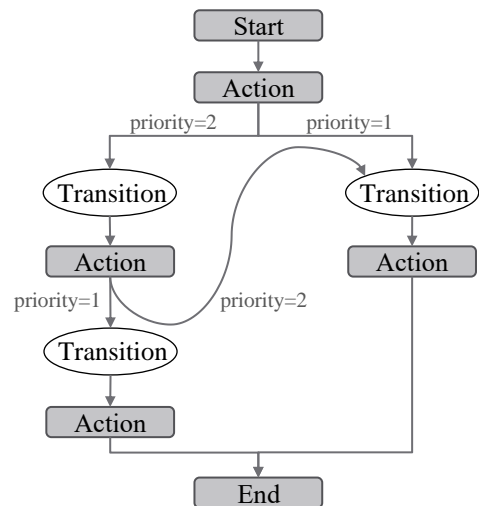 Start
Action
priority=2
priority=1
Transition
Transition
Action
Action
priority=1
priority=2
Transition
Action
End